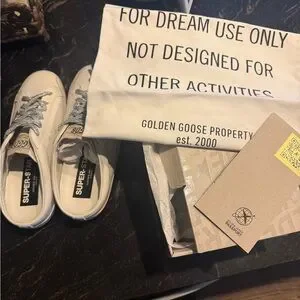 FOR DREAM USE ONLY
NOT DESIGNED FOR
OTHER ACTIVITIES
GOLDEN GOOSE PROPERTY
est. 2000
SUPER-S
SUPER-S